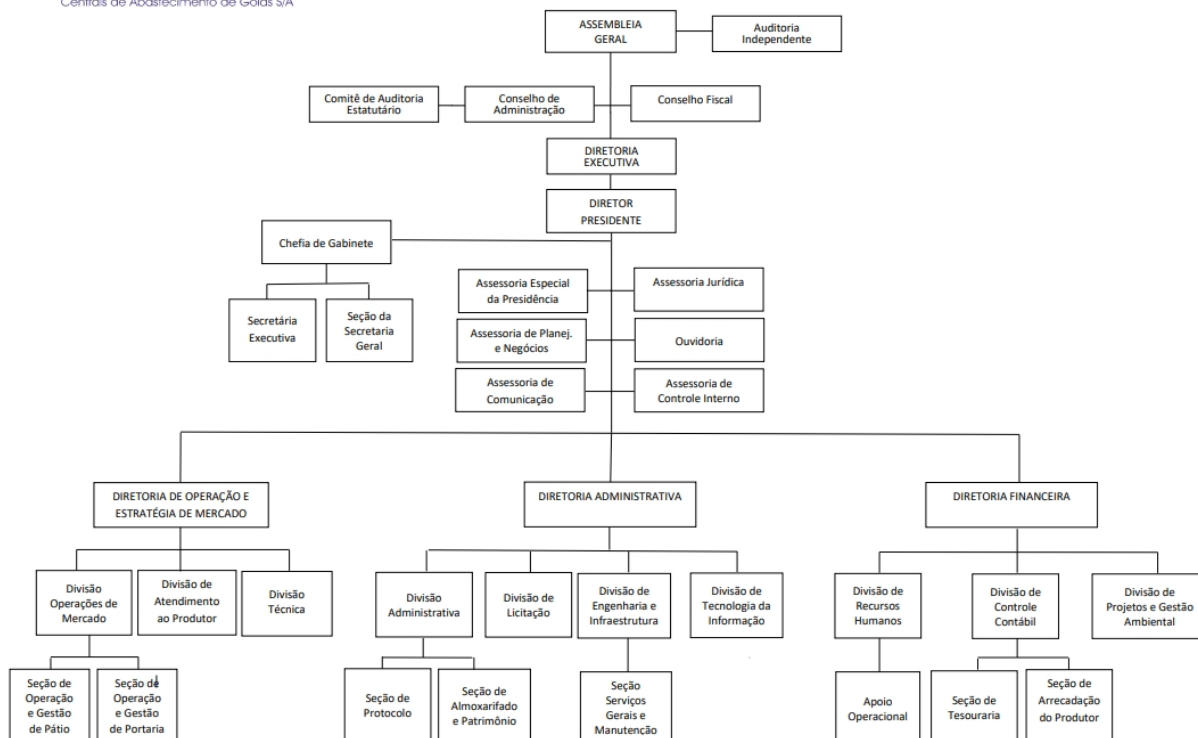 Centrais de Abastecimento de Goiás S/A
ASSEMBLEIA
GERAL
Auditoria
Independente
Comitê de Auditoria
Estatutário
Conselho de
Administração
Conselho Fiscal
DIRETORIA
EXECUTIVA
DIRETOR
PRESIDENTE
Chefia de Gabinete
Secretária
Executiva
Seção da
Secretaria
Geral
Assessoria Especial
da Presidência
Assessoria Jurídica
Assessoria de Planej.
e Negócios
Ouvidoria
Assessoria de
Comunicação
Assessoria de
Controle Interno
DIRETORIA DE OPERAÇÃO E
ESTRATÉGIA DE MERCADO
DIRETORIA ADMINISTRATIVA
DIRETORIA FINANCEIRA
Divisão
Operações de
Mercado
Divisão de
Atendimento
ao Produtor
Divisão
Técnica
Divisão
Administrativa
Divisão de
Licitação
Divisão de
Engenharia e
Infraestrutura
Divisão de
Tecnologia da
Informação
Divisão de
Recursos
Humanos
Divisão de
Controle
Contábil
Divisão de
Projetos e Gestão
Ambiental
Seção de
Operação
e Gestão
de Pátio
Seção de
Operação
e Gestão
de Portaria
Seção de
Protocolo
Seção de
Almoxarifado
e Patrimônio
Seção
Serviços
Gerais e
Manutenção
Apoio
Operacional
Seção de
Tesouraria
Seção de
Arrecadação
do Produtor